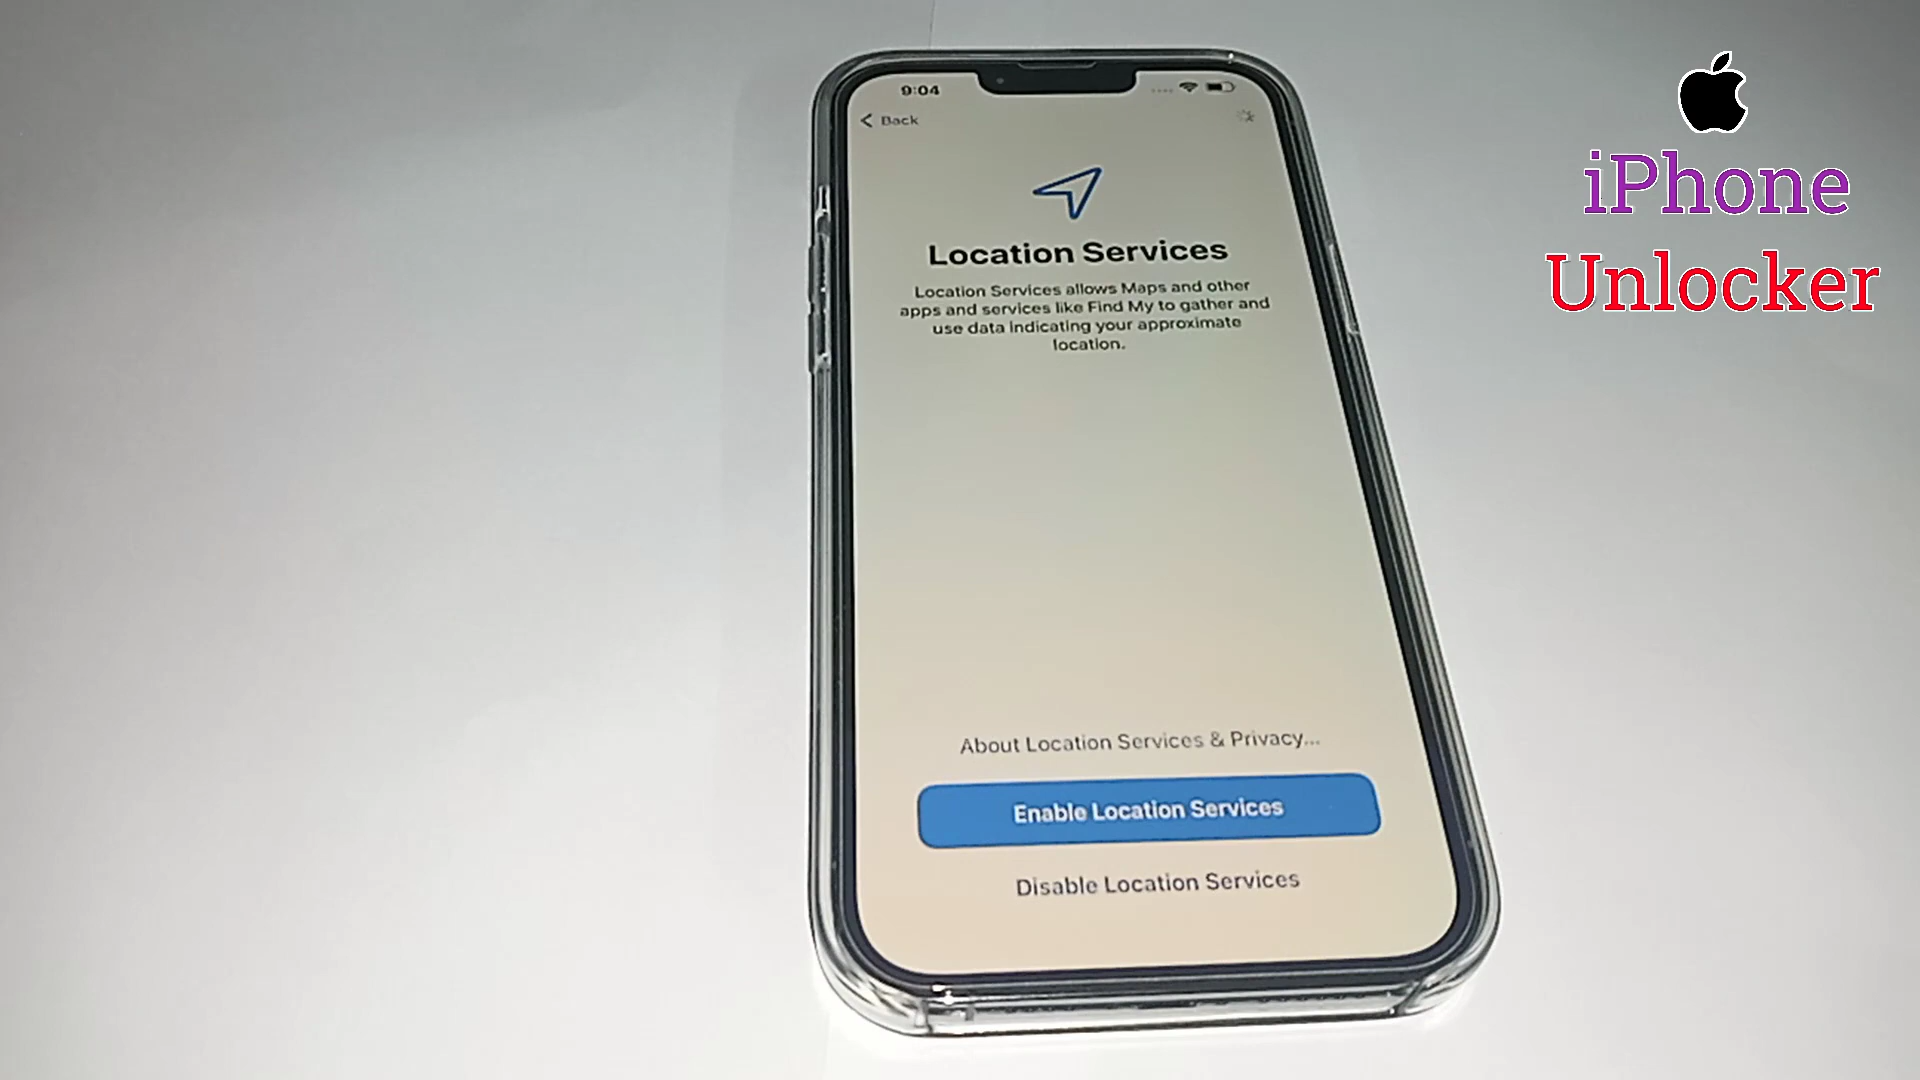 9:04
Back
Location Services
Location Services allows Maps and other
apps and services like Find My to gather and
use data indicating your approximate
location.
About Location Services & Privacy...
Enable Location Services
Disable Location Services
iPhone
Unlocker